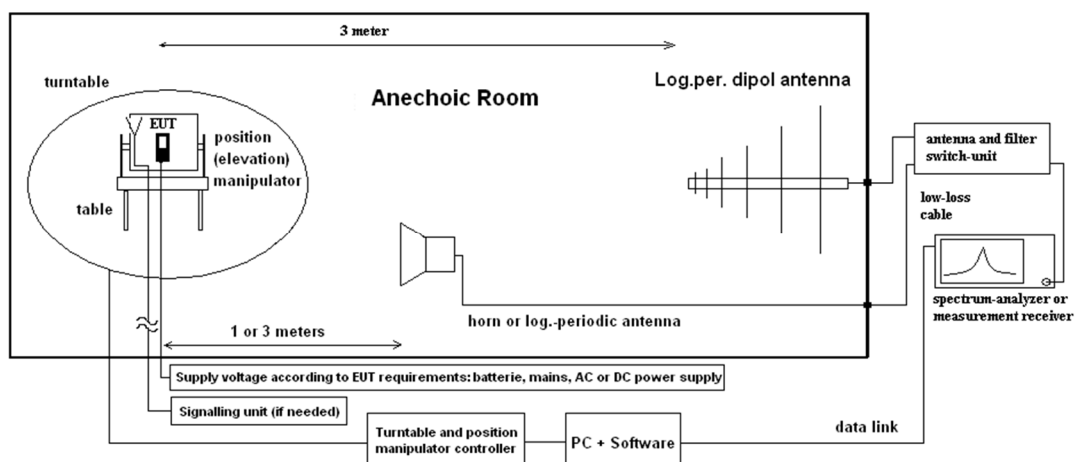 3 meter
turntable
Log.per. dipol antenna
Anechoic Room
EUT
position
(elevation)
manipulator
table
antenna and filter
switch-unit
low-loss
cable
spectrum-analyzer or
measurement receiver
horn or log.-periodic antenna
1 or 3 meters
Supply voltage according to EUT requirements: batterie, mains, AC or DC power supply
Signalling unit (if needed)
Turntable and position
manipulator controller
PC + Software
data link